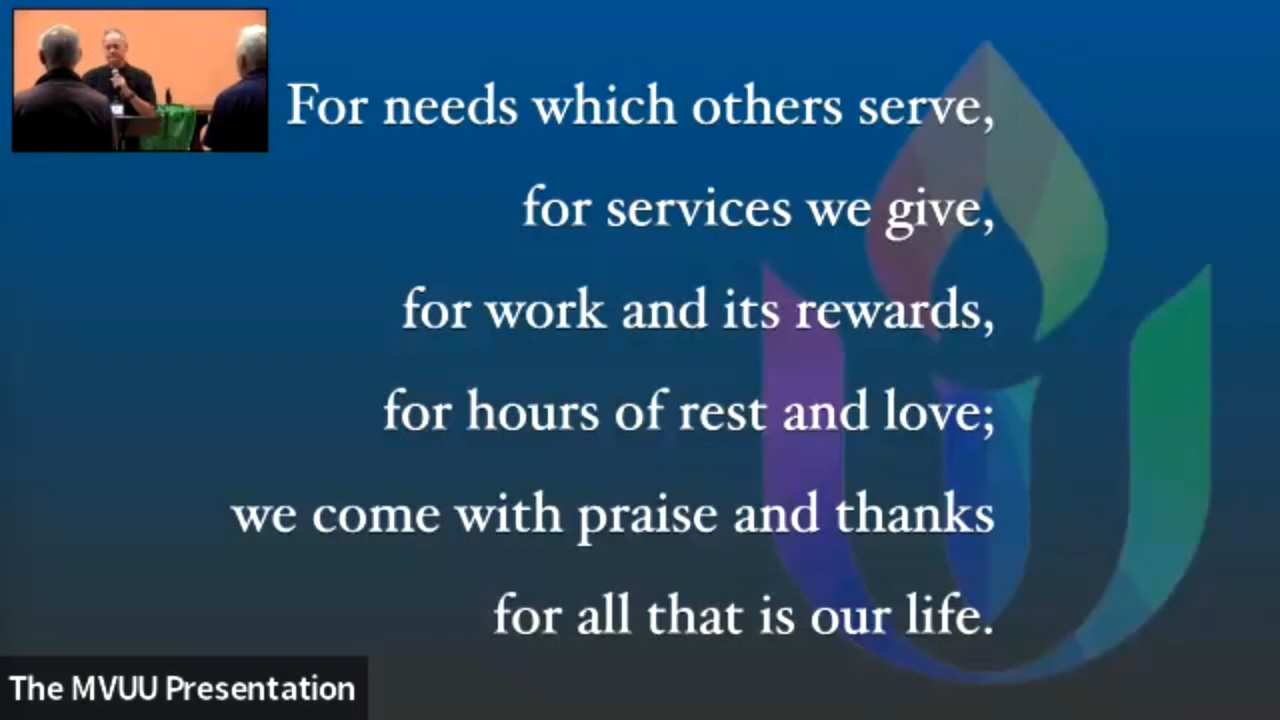 For needs which others serve,
for services we give,
for work and its rewards,
for hours of rest and love;
we come with praise and thanks
for all that is our life.
The MVUU Presentation